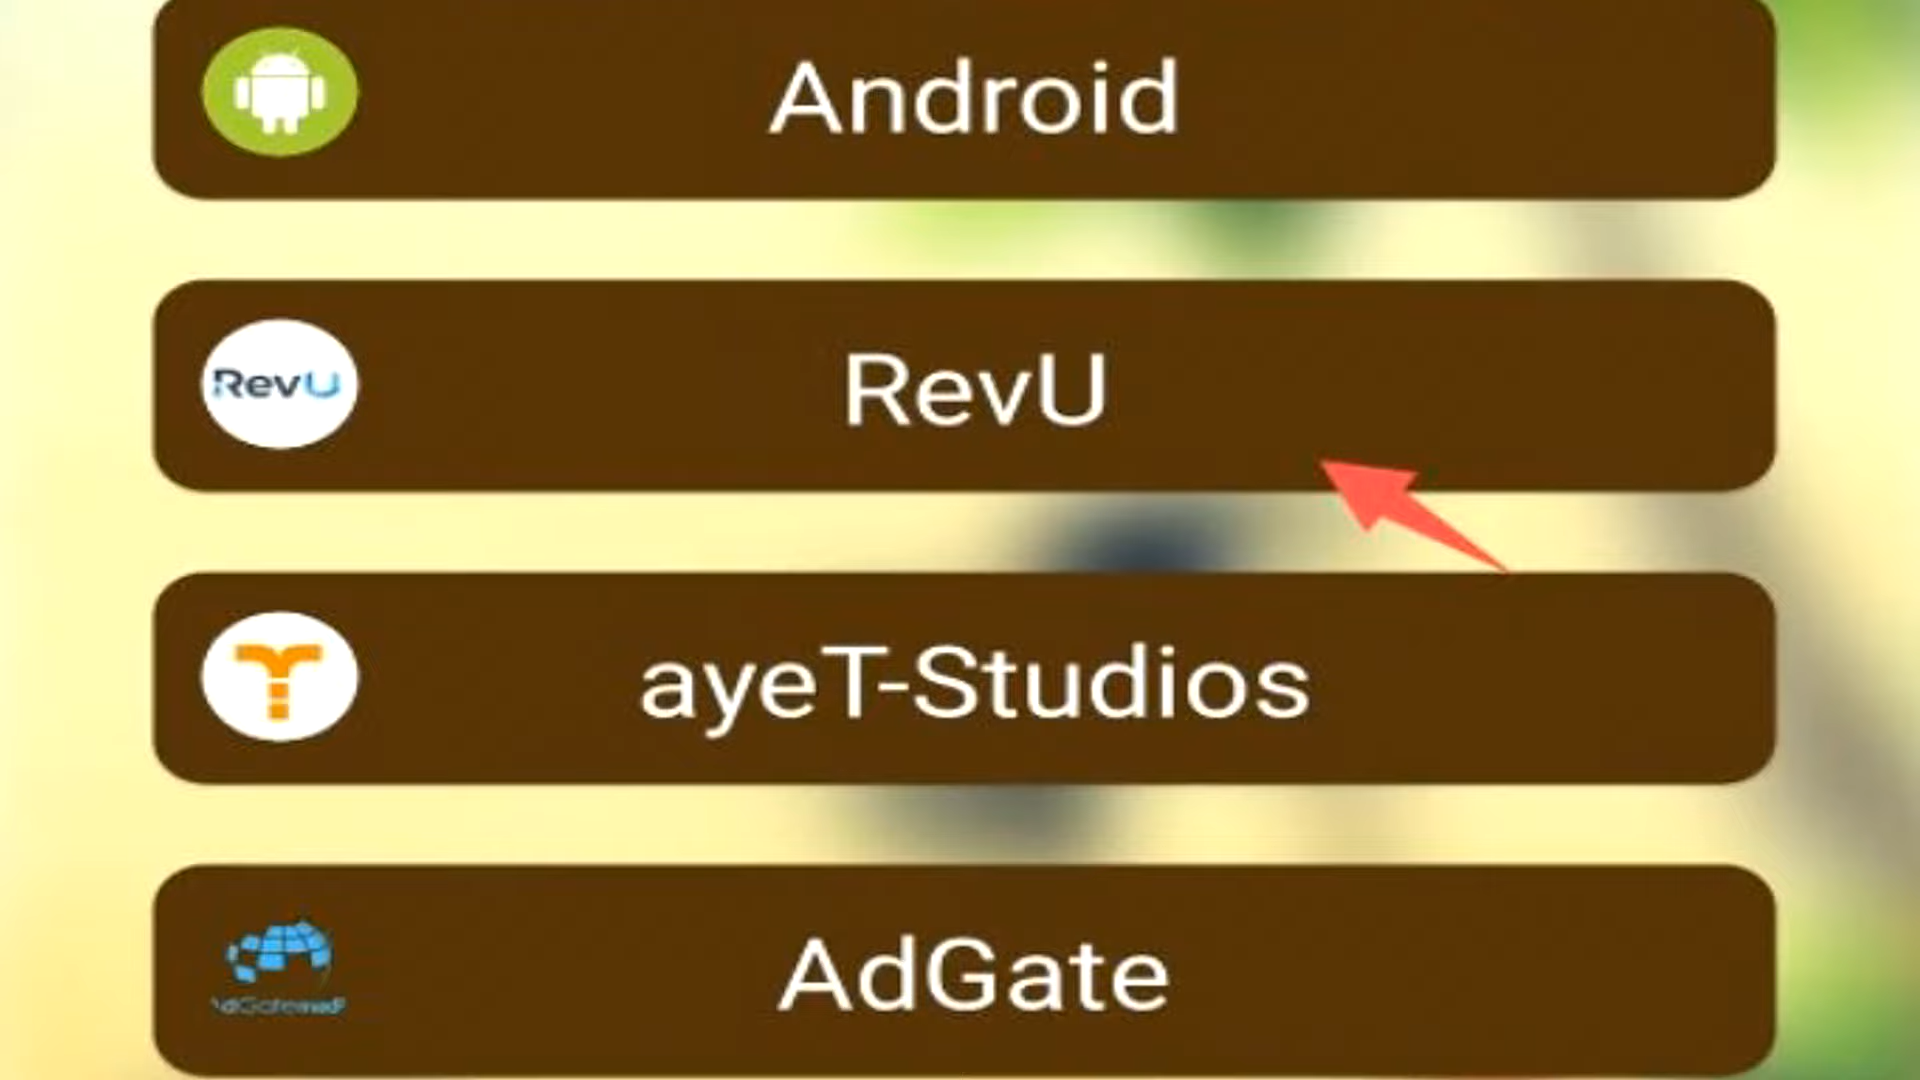 Android
RevU
RevU
ayeT-Studios
AdGate